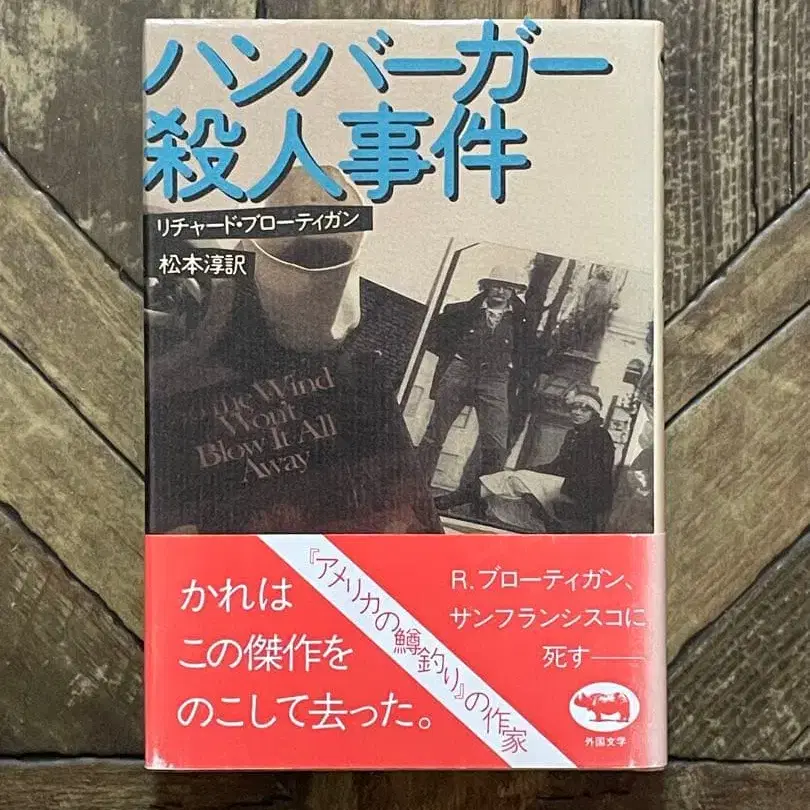 ハンバーガー
殺人事件
リチャード・ブローティガン
松本淳訳
the Wind
Won't
Blow It All
Away
かれは
この傑作を
のこして去った。
『アメリカの鱒釣り』の作家
R.ブローティガン、
サンフランシスコに
死す——
外国文学